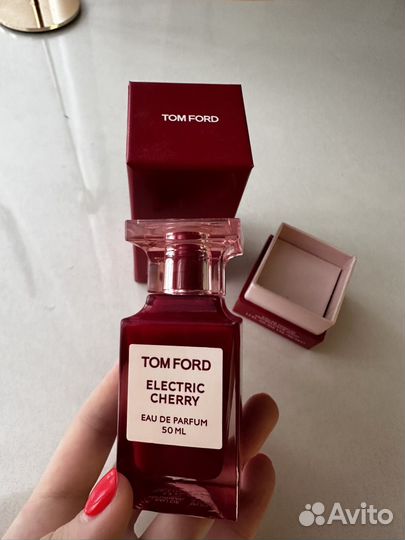 TOM FORD
TOM FORD
ELECTRIC
CHERRY
EAU DE PARFUM
50 ML
Avito